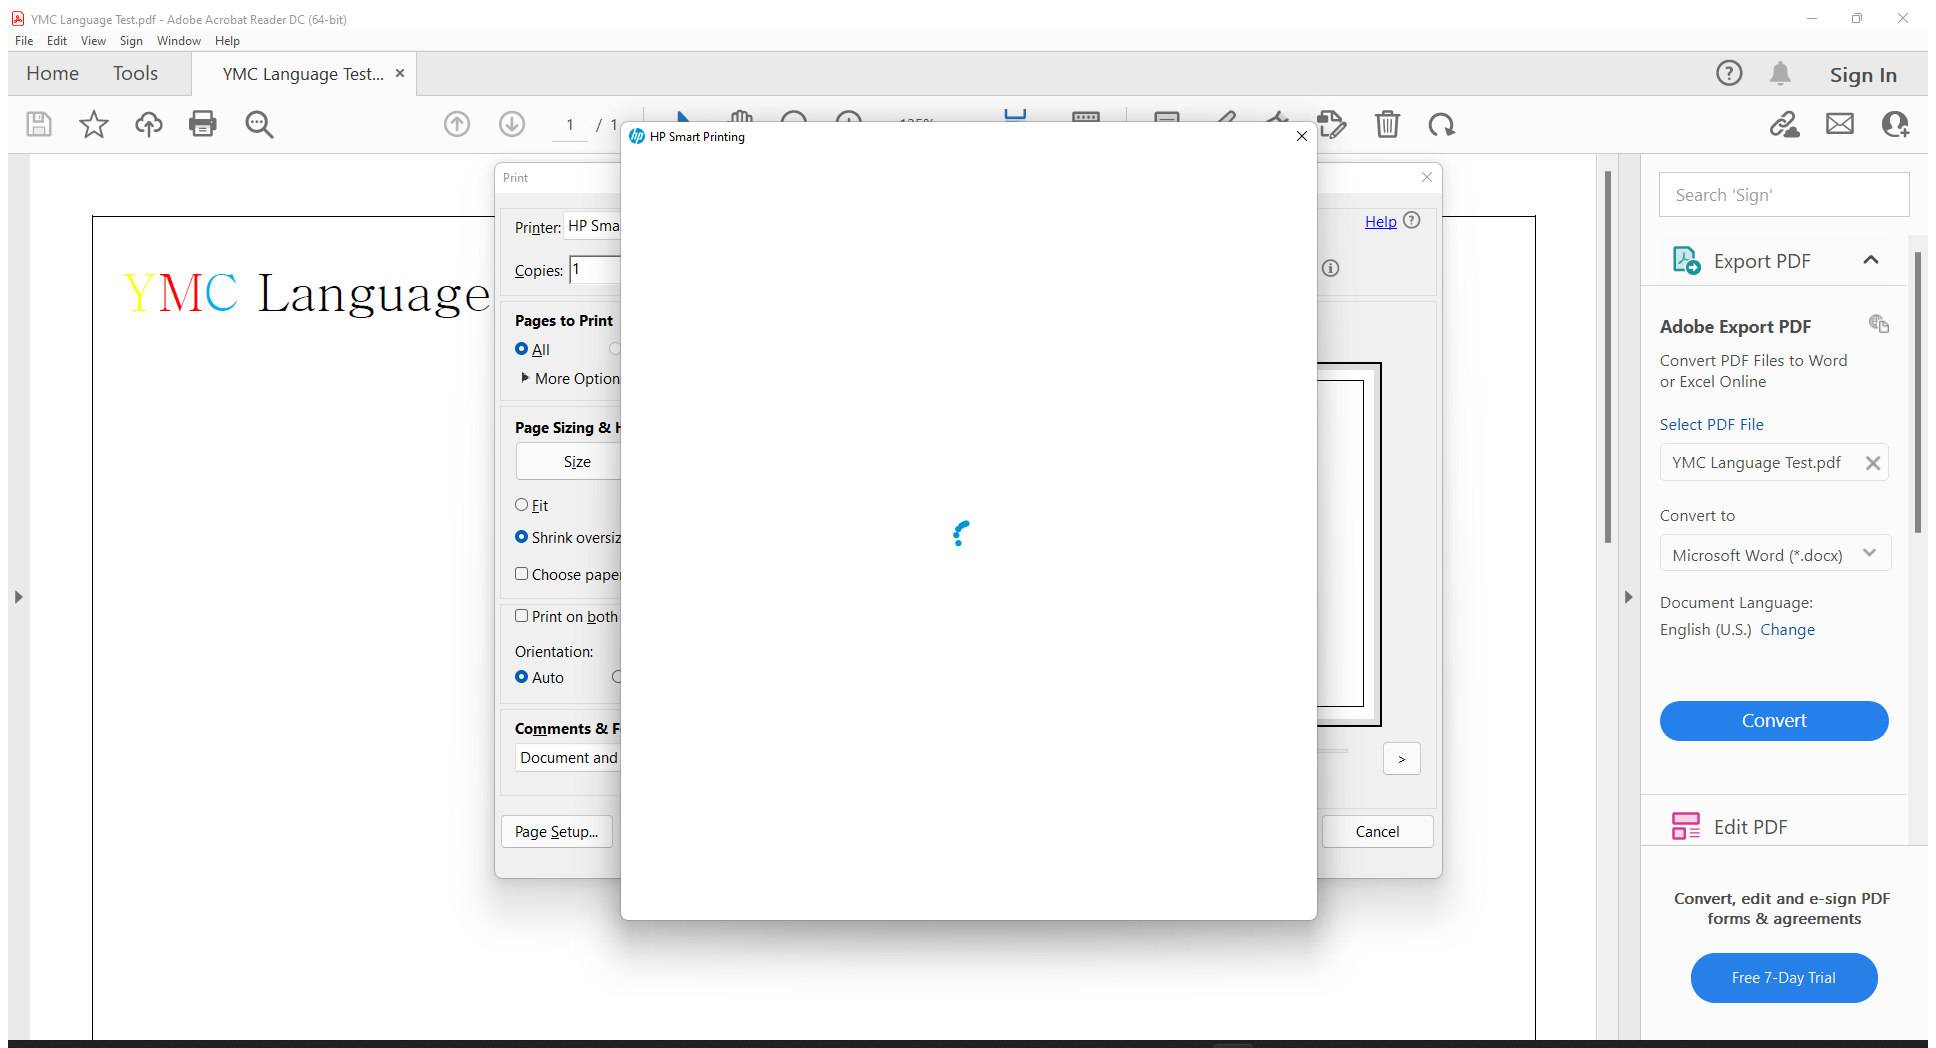 YMC Language Test.pdf - Adobe Acrobat Reader DC (64-bit)
File Edit View Sign Window Help
Home Tools YMC Language Test... ×
Sign In
1 / 1
HP Smart Printing
Print
Printer: HP Sma
Help
Copies: 1
Pages to Print
All
More Option
Page Sizing & H
Size
Fit
Shrink oversiz
Choose pape
Print on both
Orientation:
Auto
Comments & F
Document and
>
Page Setup...
Cancel
YMC Language
Search 'Sign'
Export PDF
Adobe Export PDF
Convert PDF Files to Word
or Excel Online
Select PDF File
YMC Language Test.pdf
Convert to
Microsoft Word (*.docx)
Document Language:
English (U.S.) Change
Convert
Edit PDF
Convert, edit and e-sign PDF
forms & agreements
Free 7-Day Trial